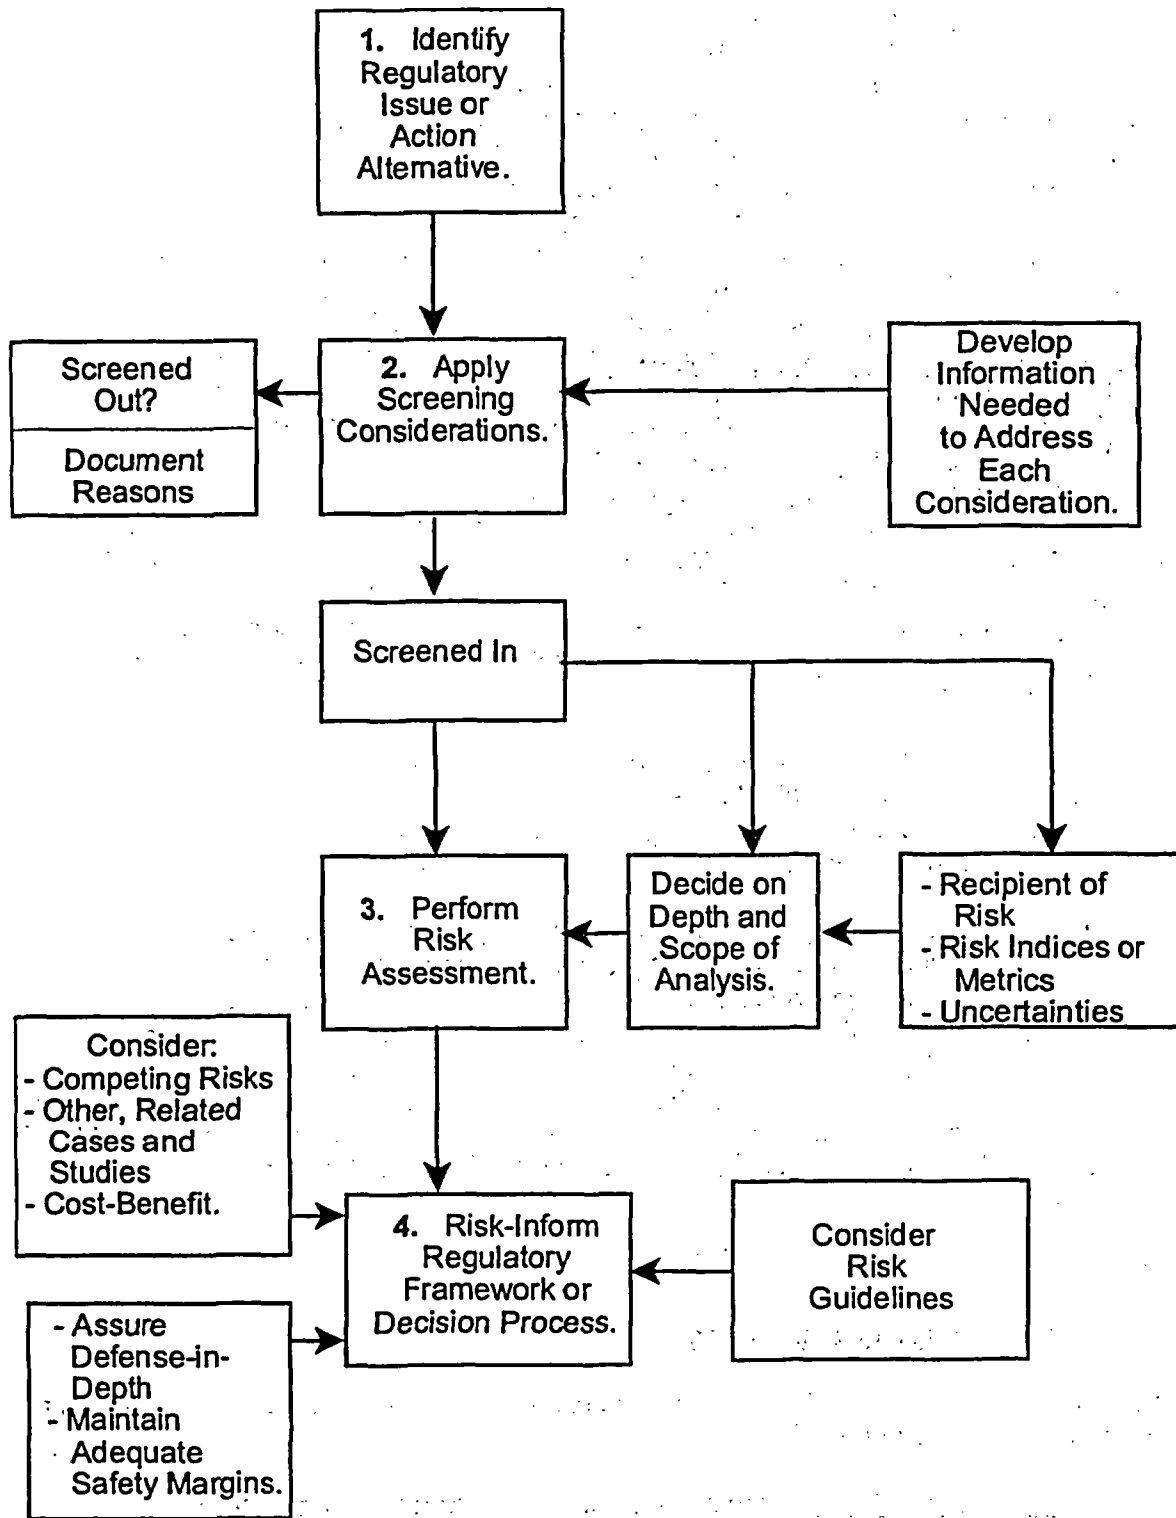 1. Identify
Regulatory
Issue or
Action
Alternative.
Screened
Out?
Document
Reasons
2. Apply
Screening
Considerations.
Develop
Information
Needed
to Address
Each
Consideration.
Screened In
3. Perform
Risk
Assessment.
Decide on
Depth and
Scope of
Analysis.
- Recipient of
Risk
- Risk Indices or
Metrics
- Uncertainties
Consider:
- Competing Risks
- Other, Related
Cases and
Studies
- Cost-Benefit.
4. Risk-Inform
Regulatory
Framework or
Decision Process.
Consider
Risk
Guidelines
- Assure
Defense-in-
Depth
- Maintain
Adequate
Safety Margins.